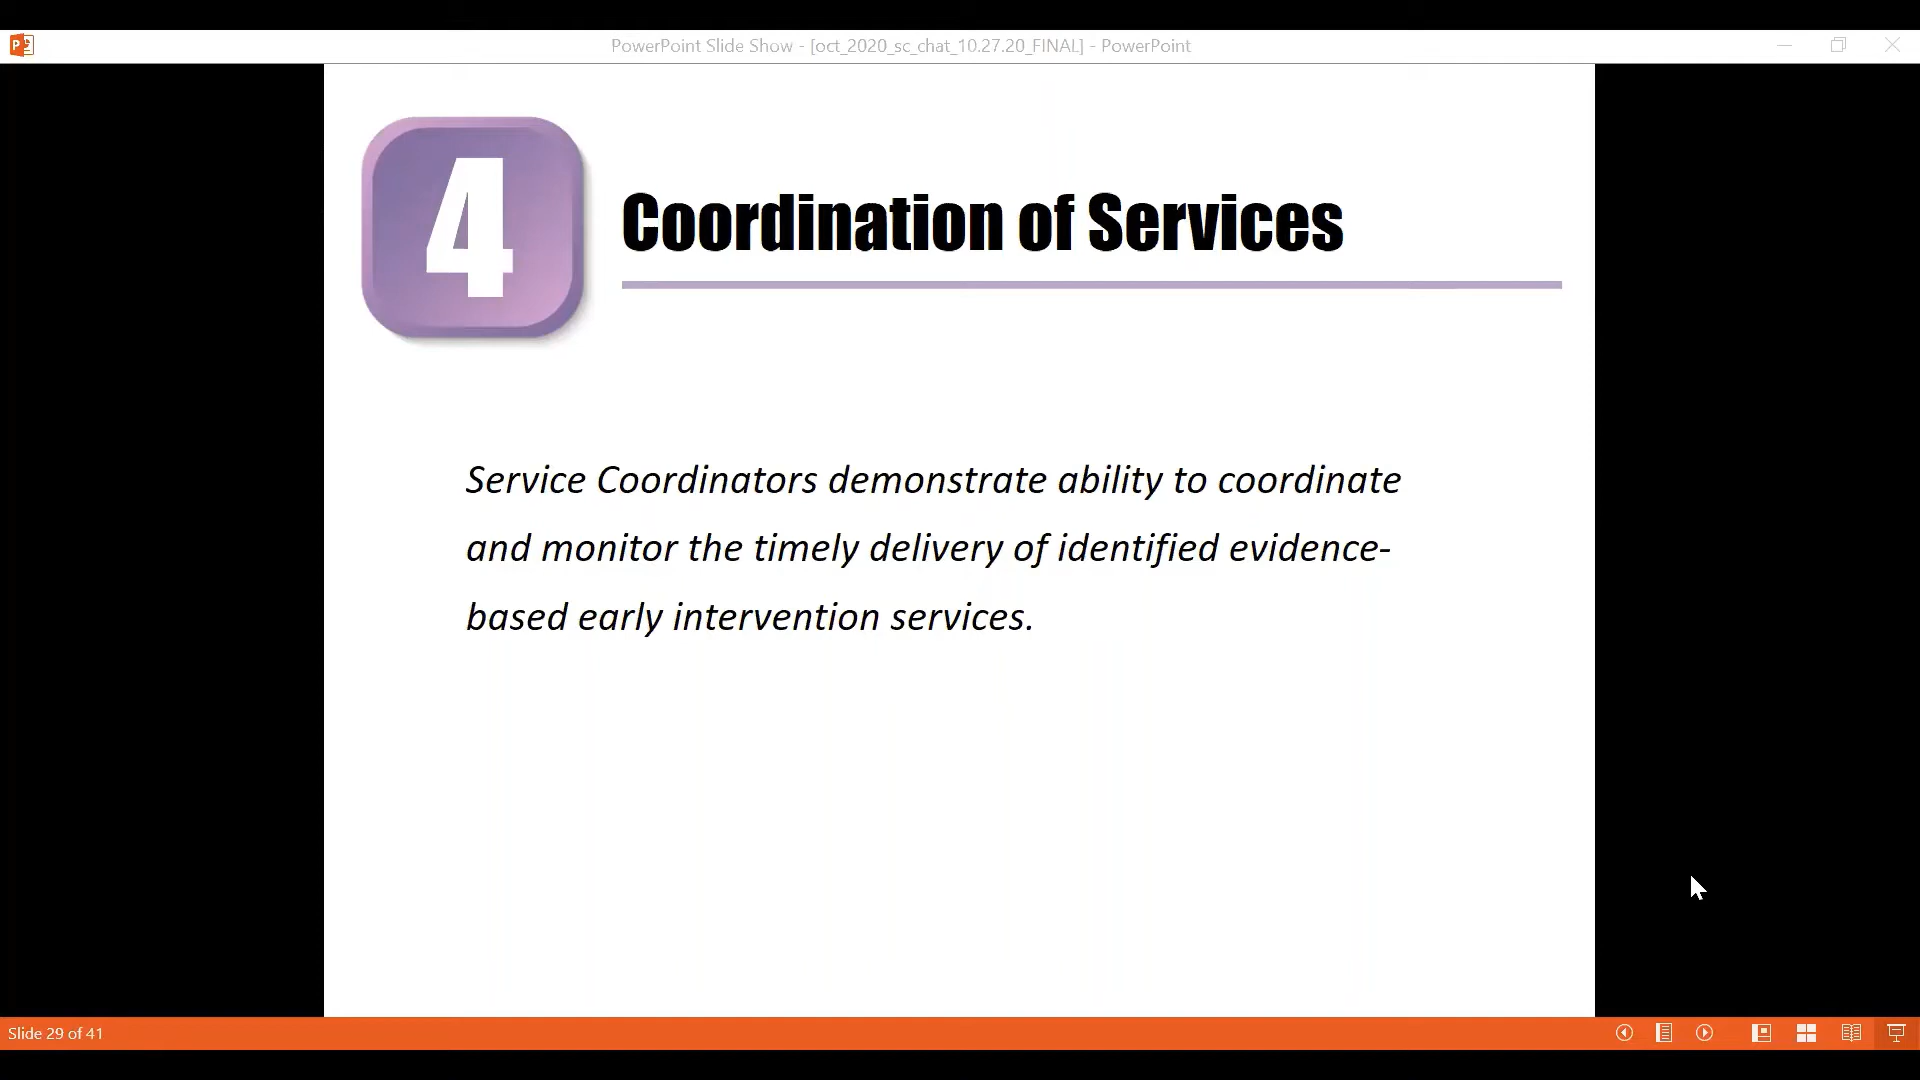 PowerPoint Slide Show - [oct_2020_sc_chat_10.27.20_FINAL] - PowerPoint
4
Coordination of Services
Service Coordinators demonstrate ability to coordinate
and monitor the timely delivery of identified evidence-
based early intervention services.
Slide 29 of 41